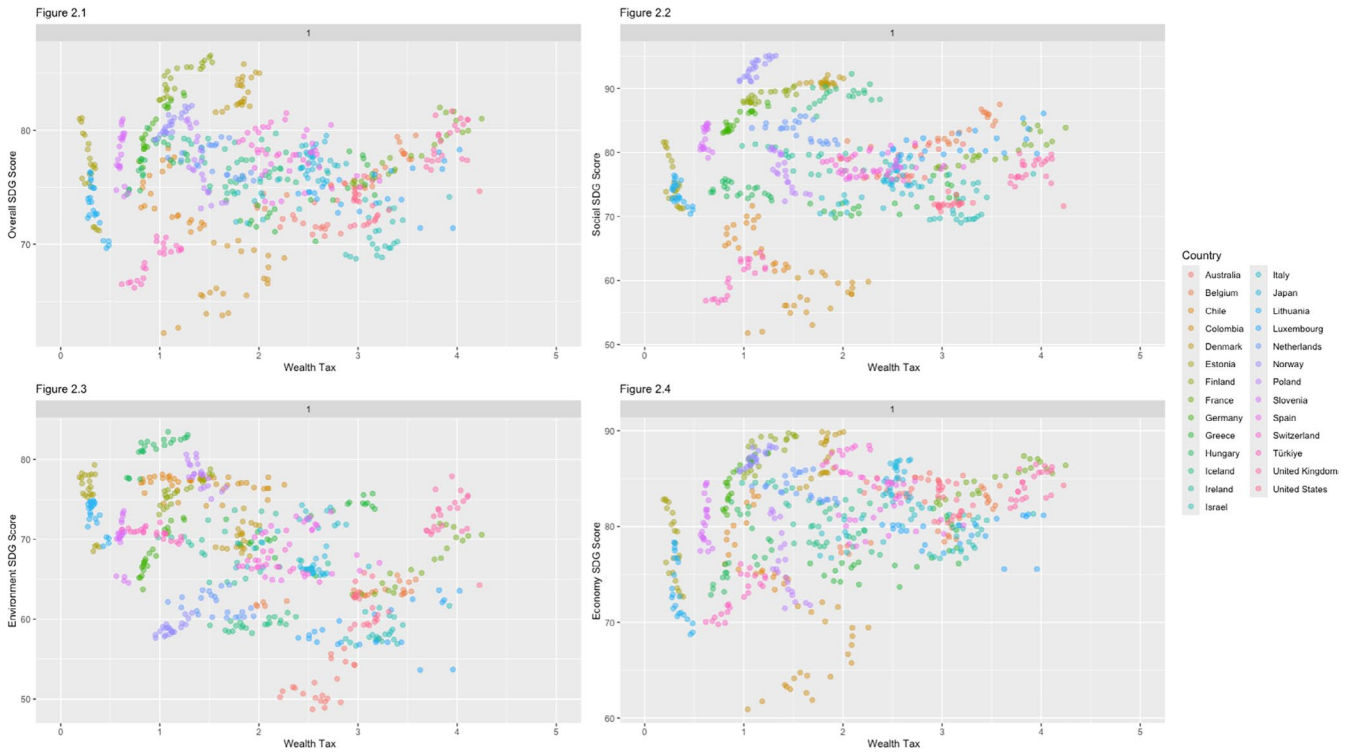 Figure 2.1
1
Overall SDG Score
80
70
0 1 2 3 4 5
Wealth Tax
Figure 2.2
1
Social SDG Score
90
80
70
60
50
0 1 2 3 4 5
Wealth Tax
Figure 2.3
1
Environment SDG Score
80
70
60
50
0 1 2 3 4 5
Wealth Tax
Figure 2.4
1
Economy SDG Score
90
80
70
60
0 1 2 3 4 5
Wealth Tax
Country
Australia
Belgium
Chile
Colombia
Denmark
Estonia
Finland
France
Germany
Greece
Hungary
Iceland
Ireland
Israel
Italy
Japan
Lithuania
Luxembourg
Netherlands
Norway
Poland
Slovenia
Spain
Switzerland
Türkiye
United Kingdom
United States